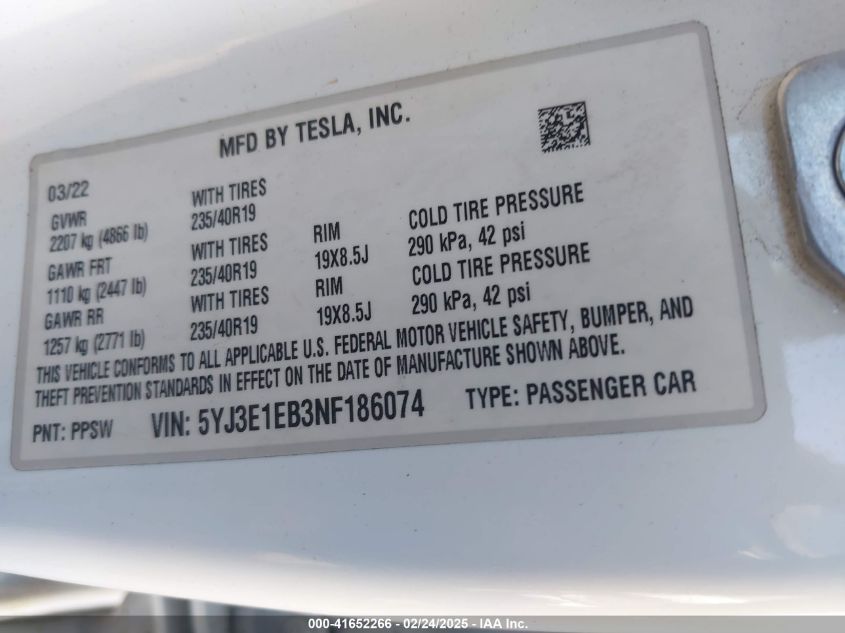 MFD BY TESLA, INC.
03/22
GVWR
2207 kg (4866 lb)
WITH TIRES
235/40R19
GAWR FRT
1110 kg (2447 lb)
WITH TIRES
235/40R19
RIM
19X8.5J
COLD TIRE PRESSURE
290 kPa, 42 psi
GAWR RR
1257 kg (2771 lb)
WITH TIRES
235/40R19
RIM
19X8.5J
COLD TIRE PRESSURE
290 kPa, 42 psi
THIS VEHICLE CONFORMS TO ALL APPLICABLE U.S. FEDERAL MOTOR VEHICLE SAFETY, BUMPER, AND
THEFT PREVENTION STANDARDS IN EFFECT ON THE DATE OF MANUFACTURE SHOWN ABOVE.
PNT: PPSW VIN: 5YJ3E1EB3NF186074 TYPE: PASSENGER CAR
000-41652266 - 02/24/2025 - IAA Inc.